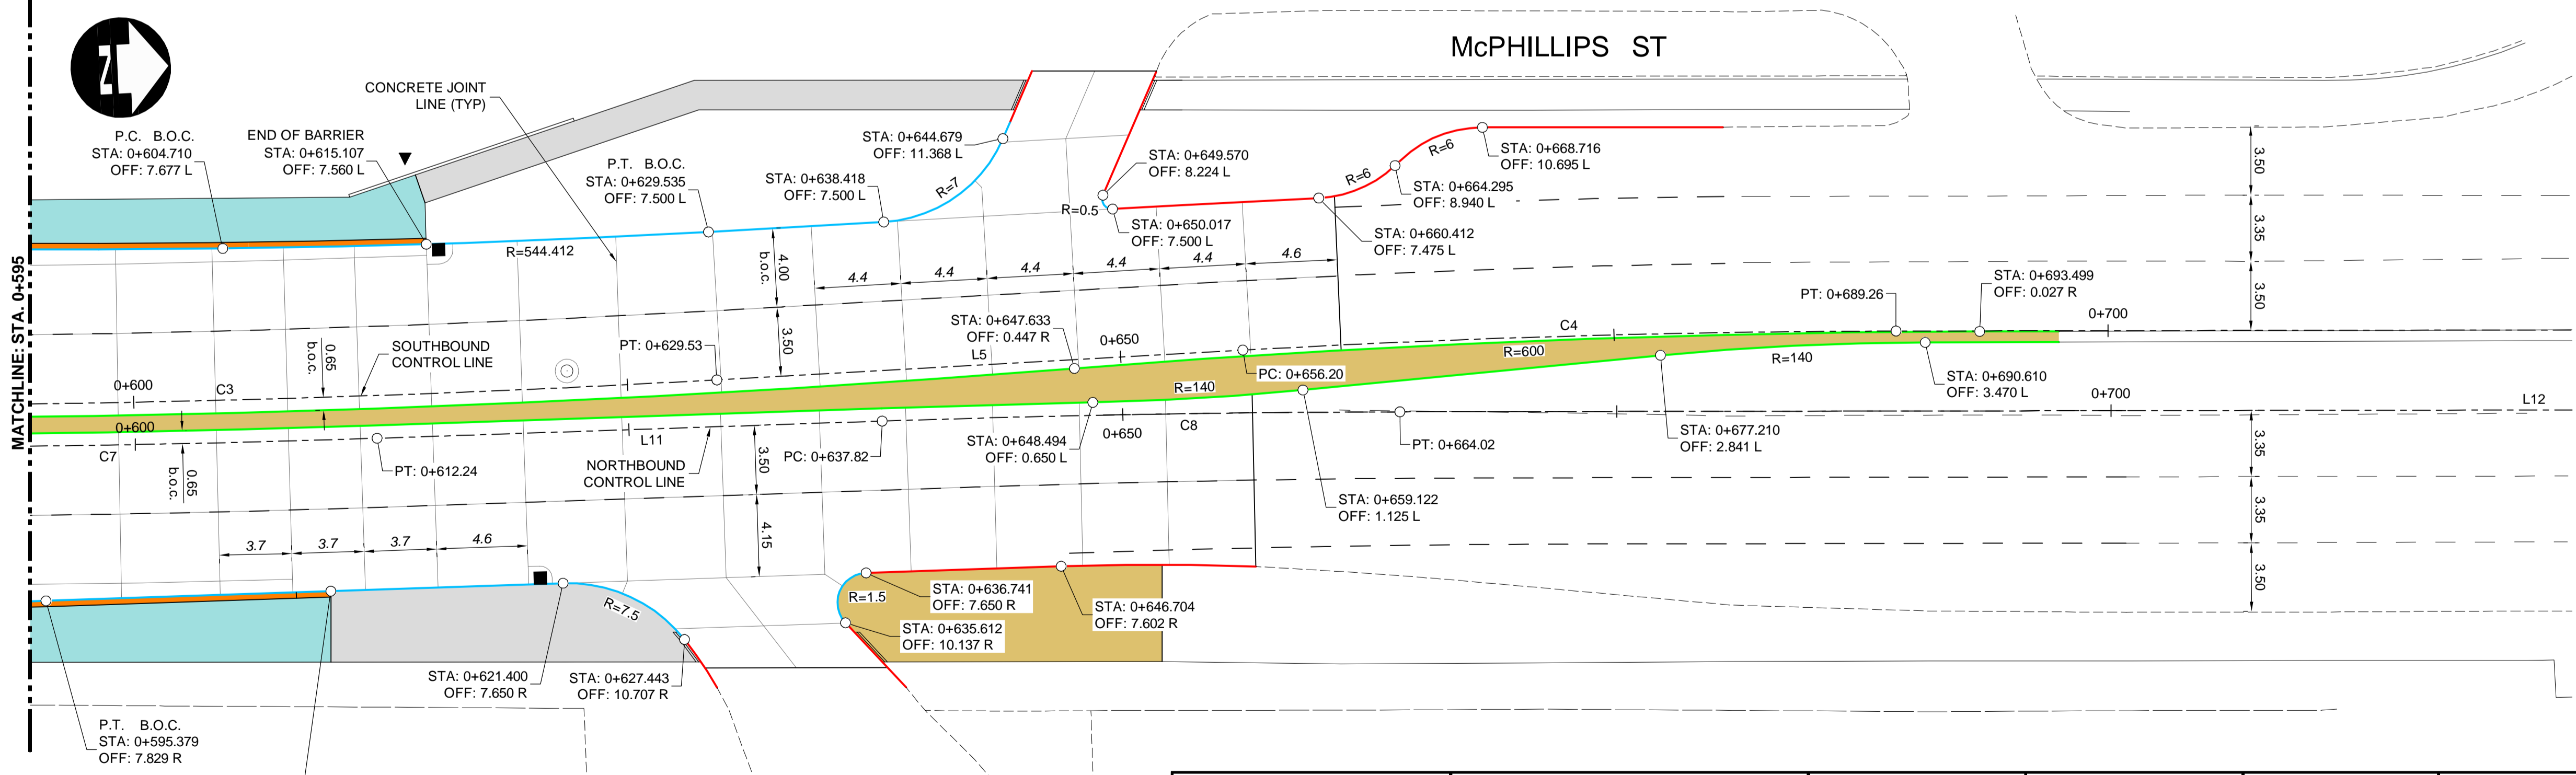 McPHILLIPS ST
N
MATCHLINE: STA. 0+595
CONCRETE JOINT
LINE (TYP)
P.C. B.O.C.
STA: 0+604.710
OFF: 7.677 L
END OF BARRIER
STA: 0+615.107
OFF: 7.560 L
P.T. B.O.C.
STA: 0+629.535
OFF: 7.500 L
STA: 0+638.418
OFF: 7.500 L
STA: 0+644.679
OFF: 11.368 L
R=7
STA: 0+649.570
OFF: 8.224 L
R=0.5
STA: 0+650.017
OFF: 7.500 L
R=6
R=6
STA: 0+668.716
OFF: 10.695 L
STA: 0+664.295
OFF: 8.940 L
STA: 0+660.412
OFF: 7.475 L
3.50
3.35
3.50
R=544.412
4.00
b.o.c.
4.4
4.4
4.4
4.4
4.4
4.6
3.50
STA: 0+693.499
OFF: 0.027 R
PT: 0+689.26
0+700
C4
STA: 0+647.633
OFF: 0.447 R
0+650
L5
PT: 0+629.53
SOUTHBOUND
CONTROL LINE
0.65
b.o.c.
0+600
C3
R=600
R=140
PC: 0+656.20
R=140
STA: 0+690.610
OFF: 3.470 L
0+700
L12
0+600
C7
0.65
b.o.c.
PT: 0+612.24
L11
NORTHBOUND
CONTROL LINE
3.50
PC: 0+637.82
STA: 0+648.494
OFF: 0.650 L
0+650
C8
PT: 0+664.02
STA: 0+677.210
OFF: 2.841 L
STA: 0+659.122
OFF: 1.125 L
3.35
3.35
3.50
4.15
3.7
3.7
3.7
4.6
R=7.5
R=1.5
STA: 0+636.741
OFF: 7.650 R
STA: 0+646.704
OFF: 7.602 R
STA: 0+635.612
OFF: 10.137 R
STA: 0+621.400
OFF: 7.650 R
STA: 0+627.443
OFF: 10.707 R
P.T. B.O.C.
STA: 0+595.379
OFF: 7.829 R